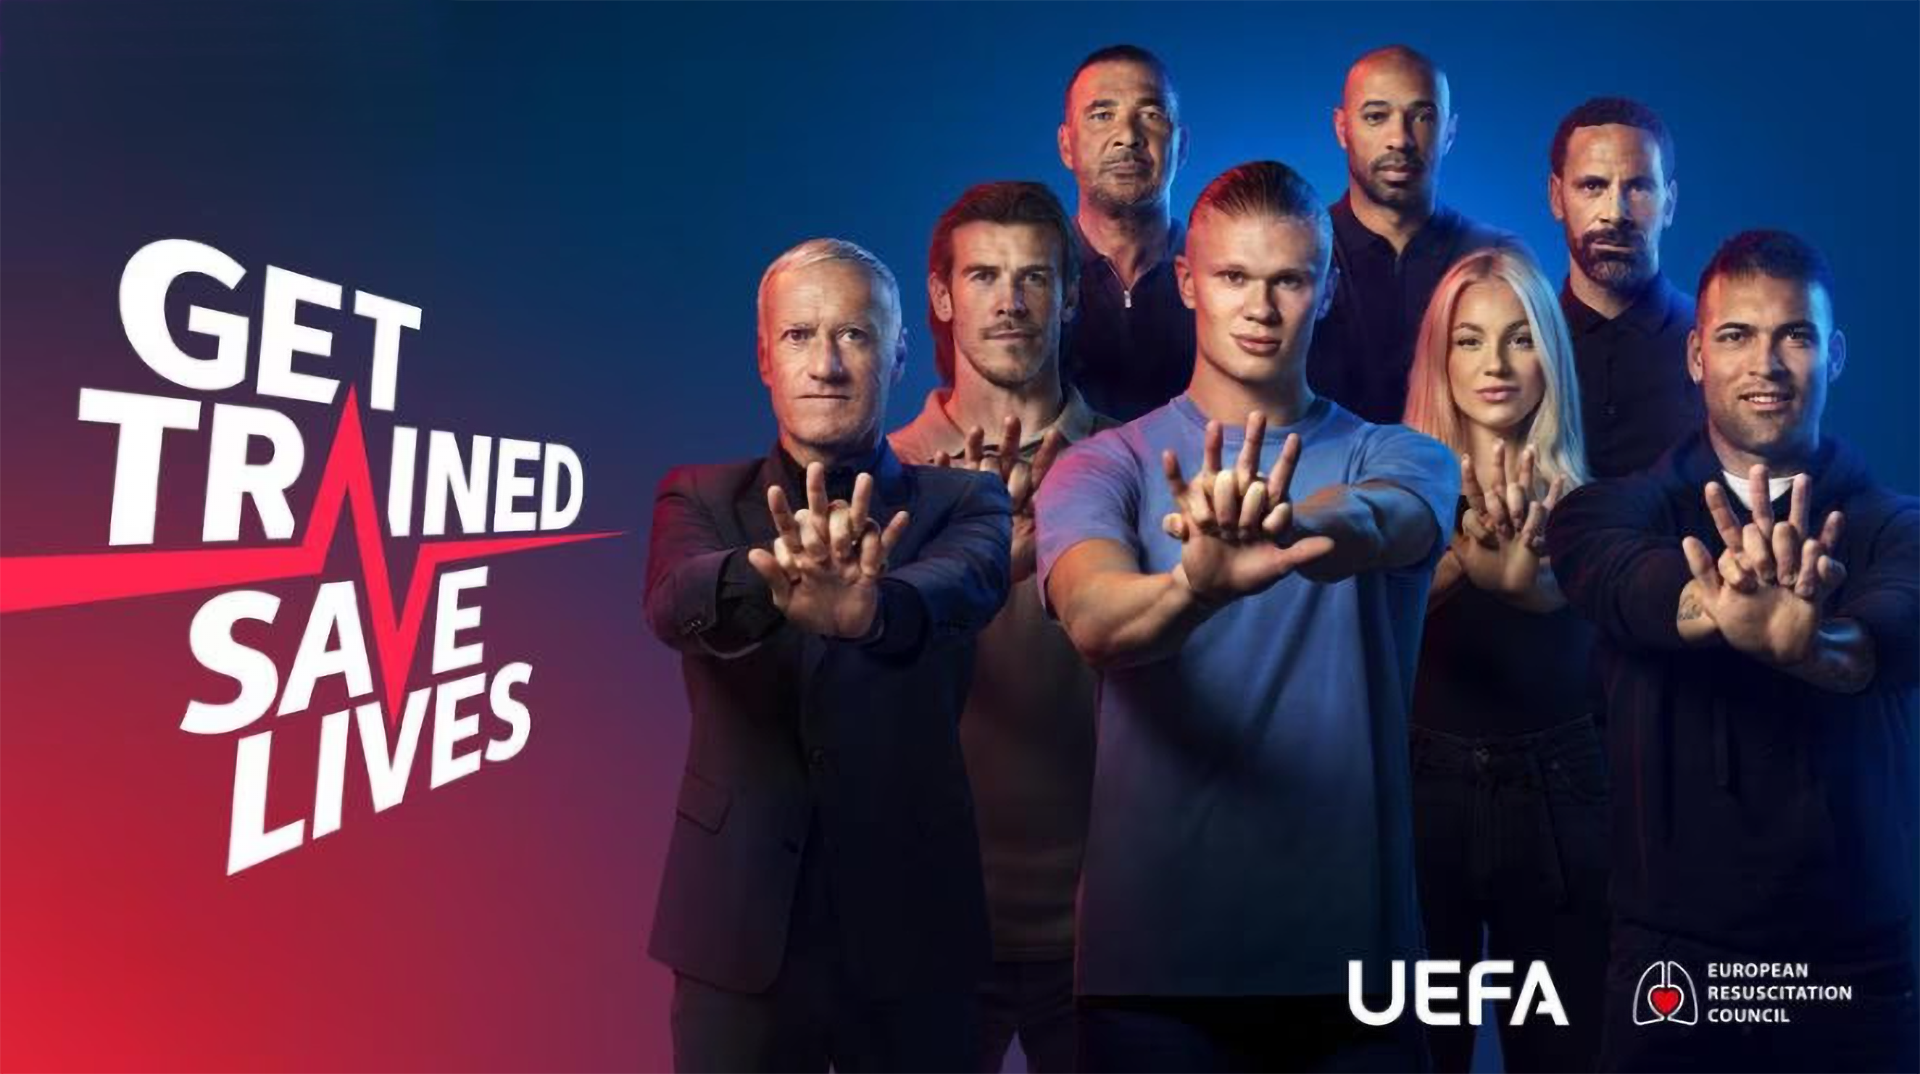 GET
TRAINED
SAVE
LIVES
UEFA
EUROPEAN
RESUSCITATION
COUNCIL